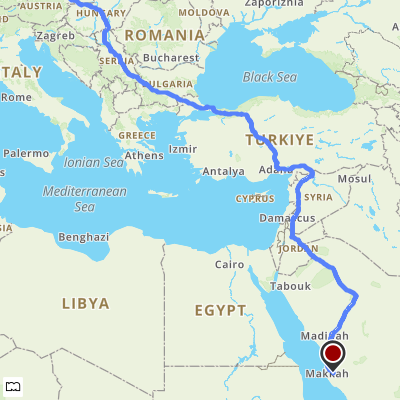 AUSTRIA
HUNGARY
MOLDOVA
Zaporizhia
Zagreb
ROMANIA
Bucharest
ITALY
SERBIA
Black Sea
Rome
BULGARIA
GREECE
TÜRKIYE
Palermo
Ionian Sea
Athens
Izmir
Antalya
Adana
Mosul
Mediterranean
Sea
CYPRUS
SYRIA
Damascus
Benghazi
JORDAN
Cairo
Tabouk
LIBYA
EGYPT
Madinah
Makkah